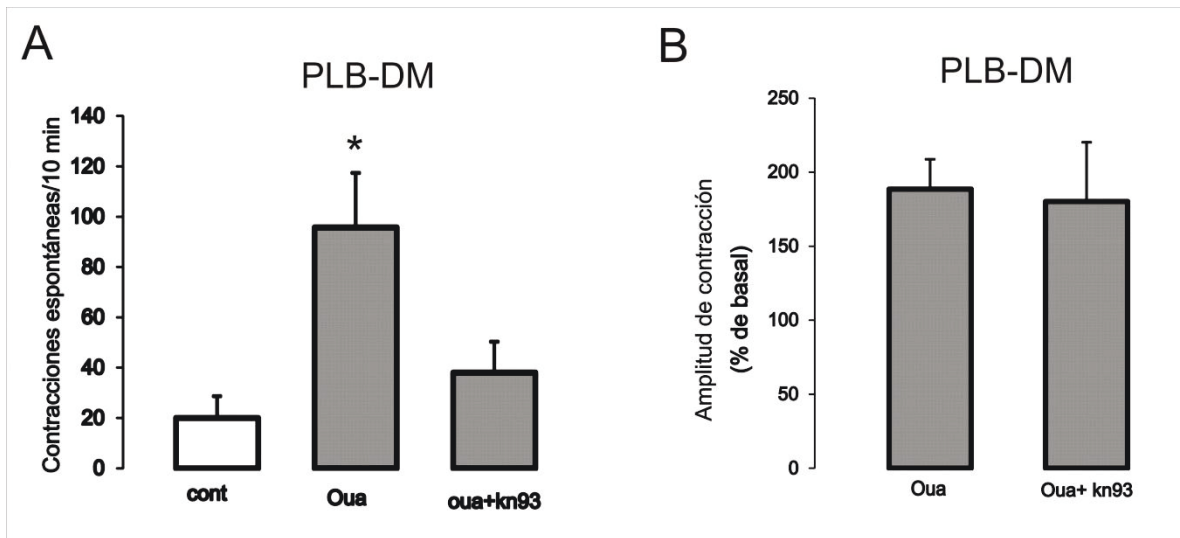 A
PLB-DM
Contracciones espontáneas/10 min
140
120
100
80
60
40
20
0
*
cont
Oua
oua+kn93
B
PLB-DM
Amplitud de contracción
(% de basal)
250
200
150
100
50
0
Oua
Oua+ kn93